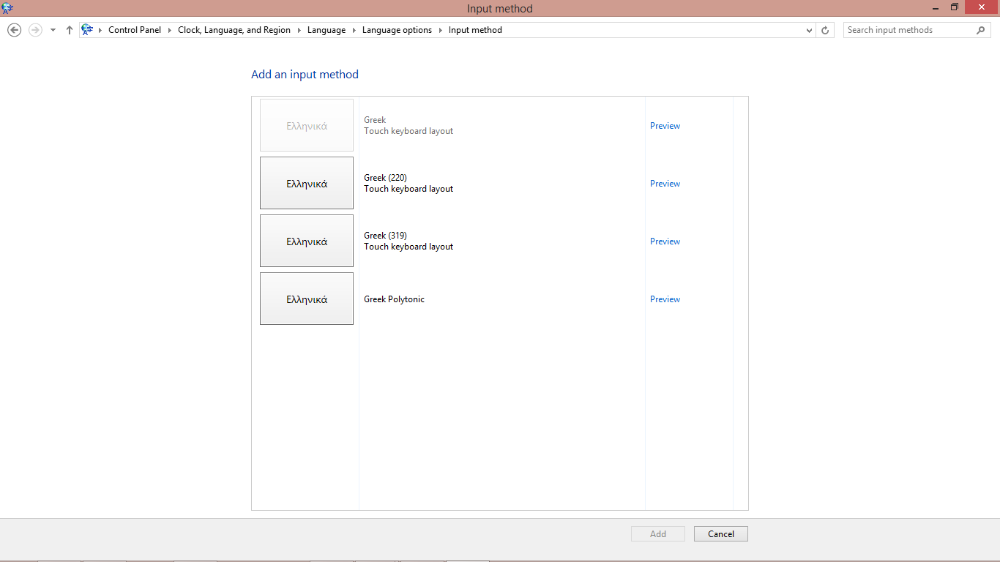 Input method
Control Panel Clock, Language, and Region Language Language options Input method
Search input methods
Add an input method
Ελληνικά
Greek
Touch keyboard layout
Preview
Ελληνικά
Greek (220)
Touch keyboard layout
Preview
Ελληνικά
Greek (319)
Touch keyboard layout
Preview
Ελληνικά
Greek Polytonic
Preview
Add
Cancel